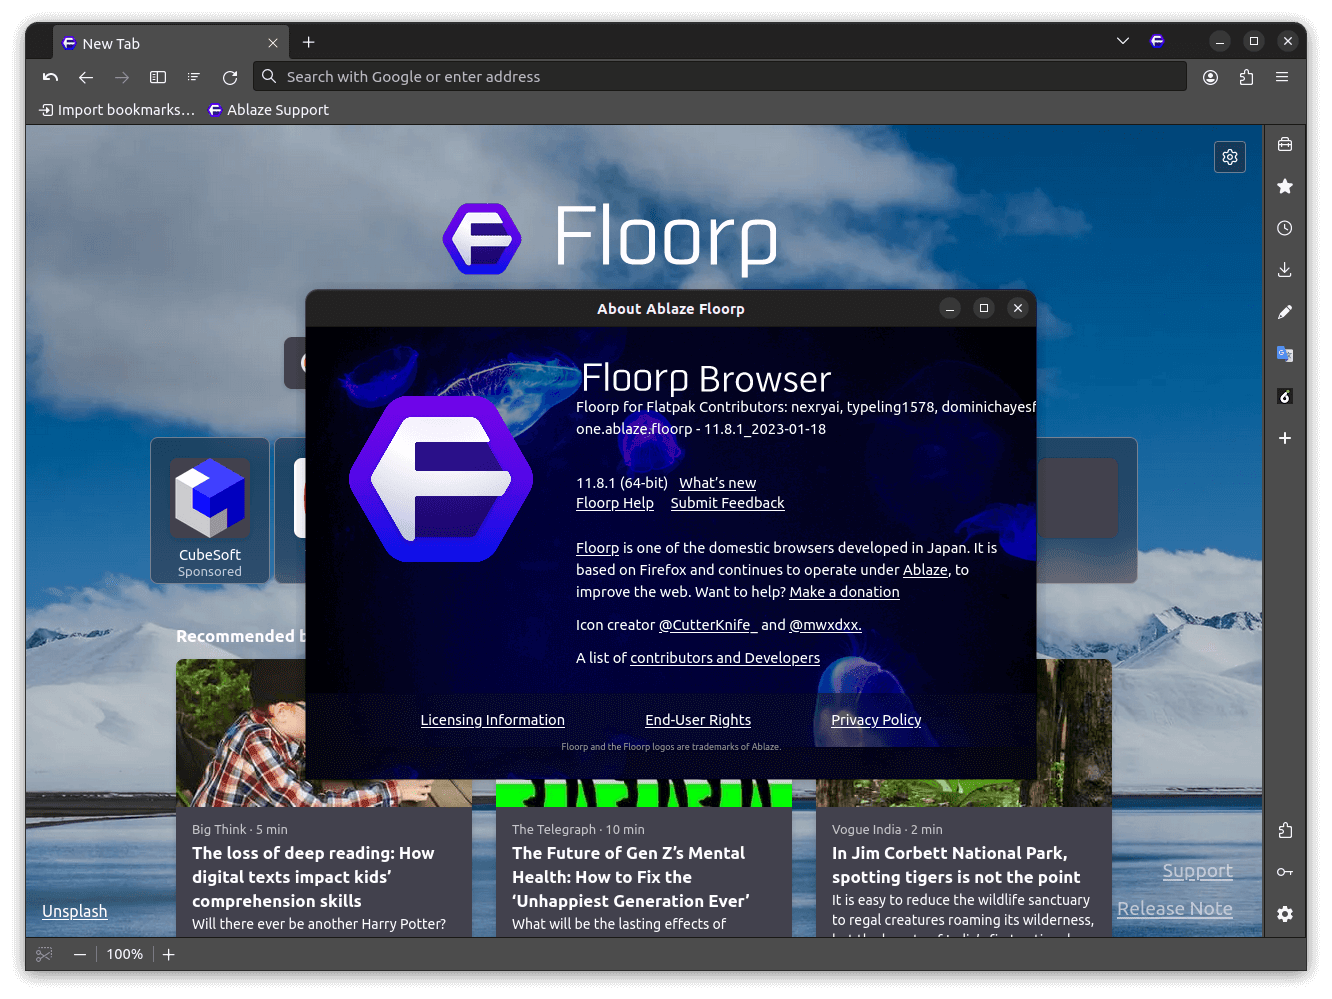 New Tab
Search with Google or enter address
Import bookmarks…
Ablaze Support
Floorp
About Ablaze Floorp
Floorp Browser
Floorp for Flatpak Contributors: nexryai, typeling1578, dominichayesf
one.ablaze.floorp - 11.8.1_2023-01-18
11.8.1 (64-bit) What's new
Floorp Help Submit Feedback
Floorp is one of the domestic browsers developed in Japan. It is
based on Firefox and continues to operate under Ablaze, to
improve the web. Want to help? Make a donation
Icon creator @CutterKnife_ and @mwxdxx.
A list of contributors and Developers
Licensing Information End-User Rights Privacy Policy
Floorp and the Floorp logos are trademarks of Ablaze.
CubeSoft
Sponsored
Recommended
Big Think · 5 min
The loss of deep reading: How
digital texts impact kids'
comprehension skills
Will there ever be another Harry Potter?
The Telegraph · 10 min
The Future of Gen Z's Mental
Health: How to Fix the
'Unhappiest Generation Ever'
What will be the lasting effects of
Vogue India · 2 min
In Jim Corbett National Park,
spotting tigers is not the point
It is easy to reduce the wildlife sanctuary
to regal creatures roaming its wilderness,
Support
Release Note
Unsplash
100%